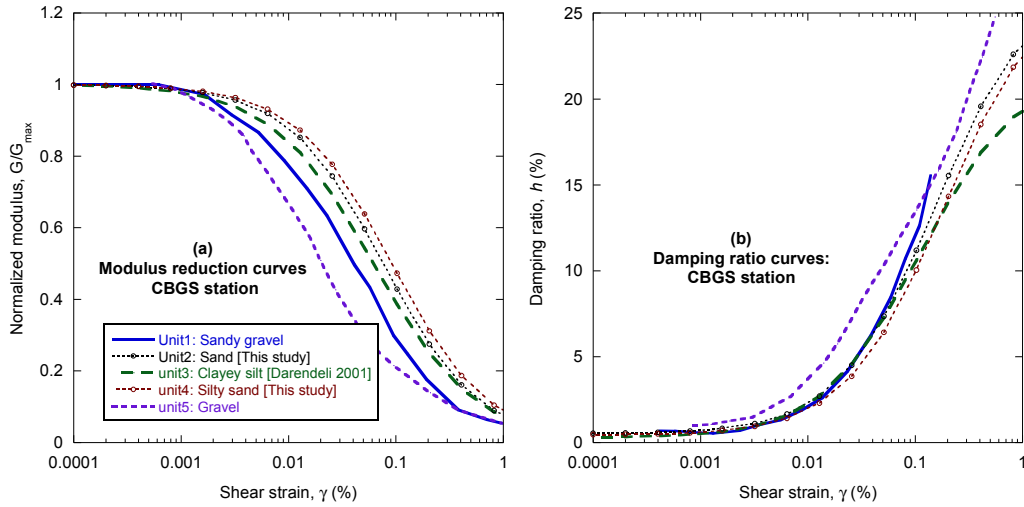 1.2
1
0.8
0.6
0.4
0.2
0
Normalized modulus, G/Gmax
(a)
Modulus reduction curves
CBGS station
Unit1: Sandy gravel
Unit2: Sand [This study]
unit3: Clayey silt [Darendeli 2001]
unit4: Silty sand [This study]
unit5: Gravel
0.0001 0.001 0.01 0.1 1
Shear strain, γ (%)
25
20
15
10
5
0
Damping ratio, h (%)
(b)
Damping ratio curves:
CBGS station
0.0001 0.001 0.01 0.1 1
Shear strain, γ (%)